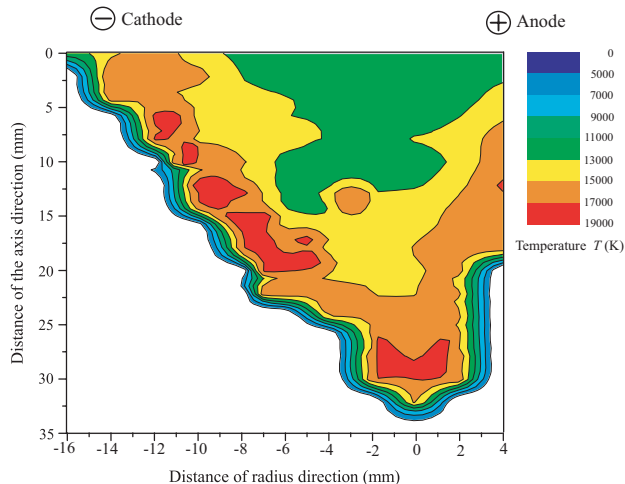 − Cathode
+ Anode
Distance of the axis direction (mm)
0
5
10
15
20
25
30
35
-16 -14 -12 -10 -8 -6 -4 -2 0 2 4
Distance of radius direction (mm)
0
5000
7000
9000
11000
13000
15000
17000
19000
Temperature T (K)